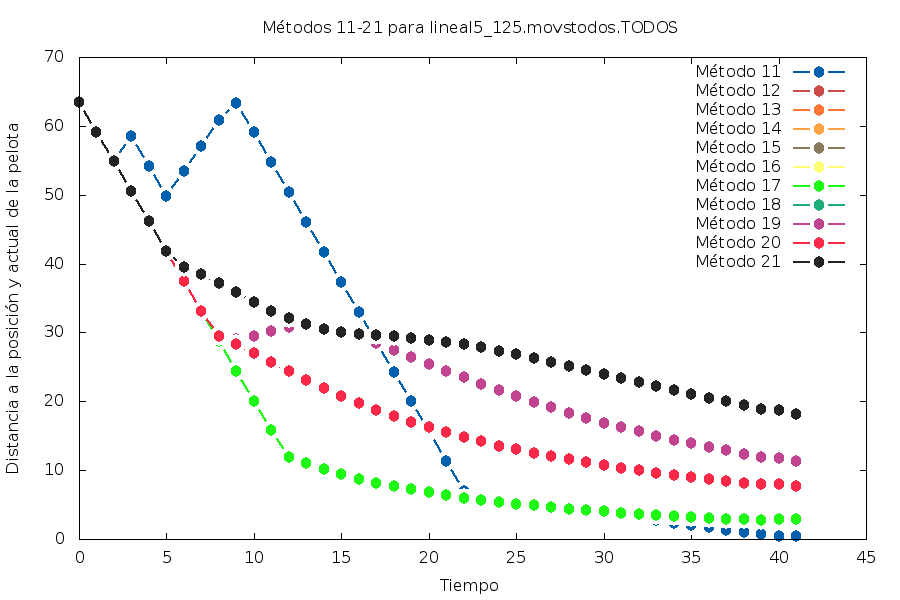 Métodos 11-21 para lineal5_125.movstodos.TODOS
Distancia a la posición y actual de la pelota
70
60
50
40
30
20
10
0
Método 11
Método 12
Método 13
Método 14
Método 15
Método 16
Método 17
Método 18
Método 19
Método 20
Método 21
0 5 10 15 20 25 30 35 40 45
Tiempo